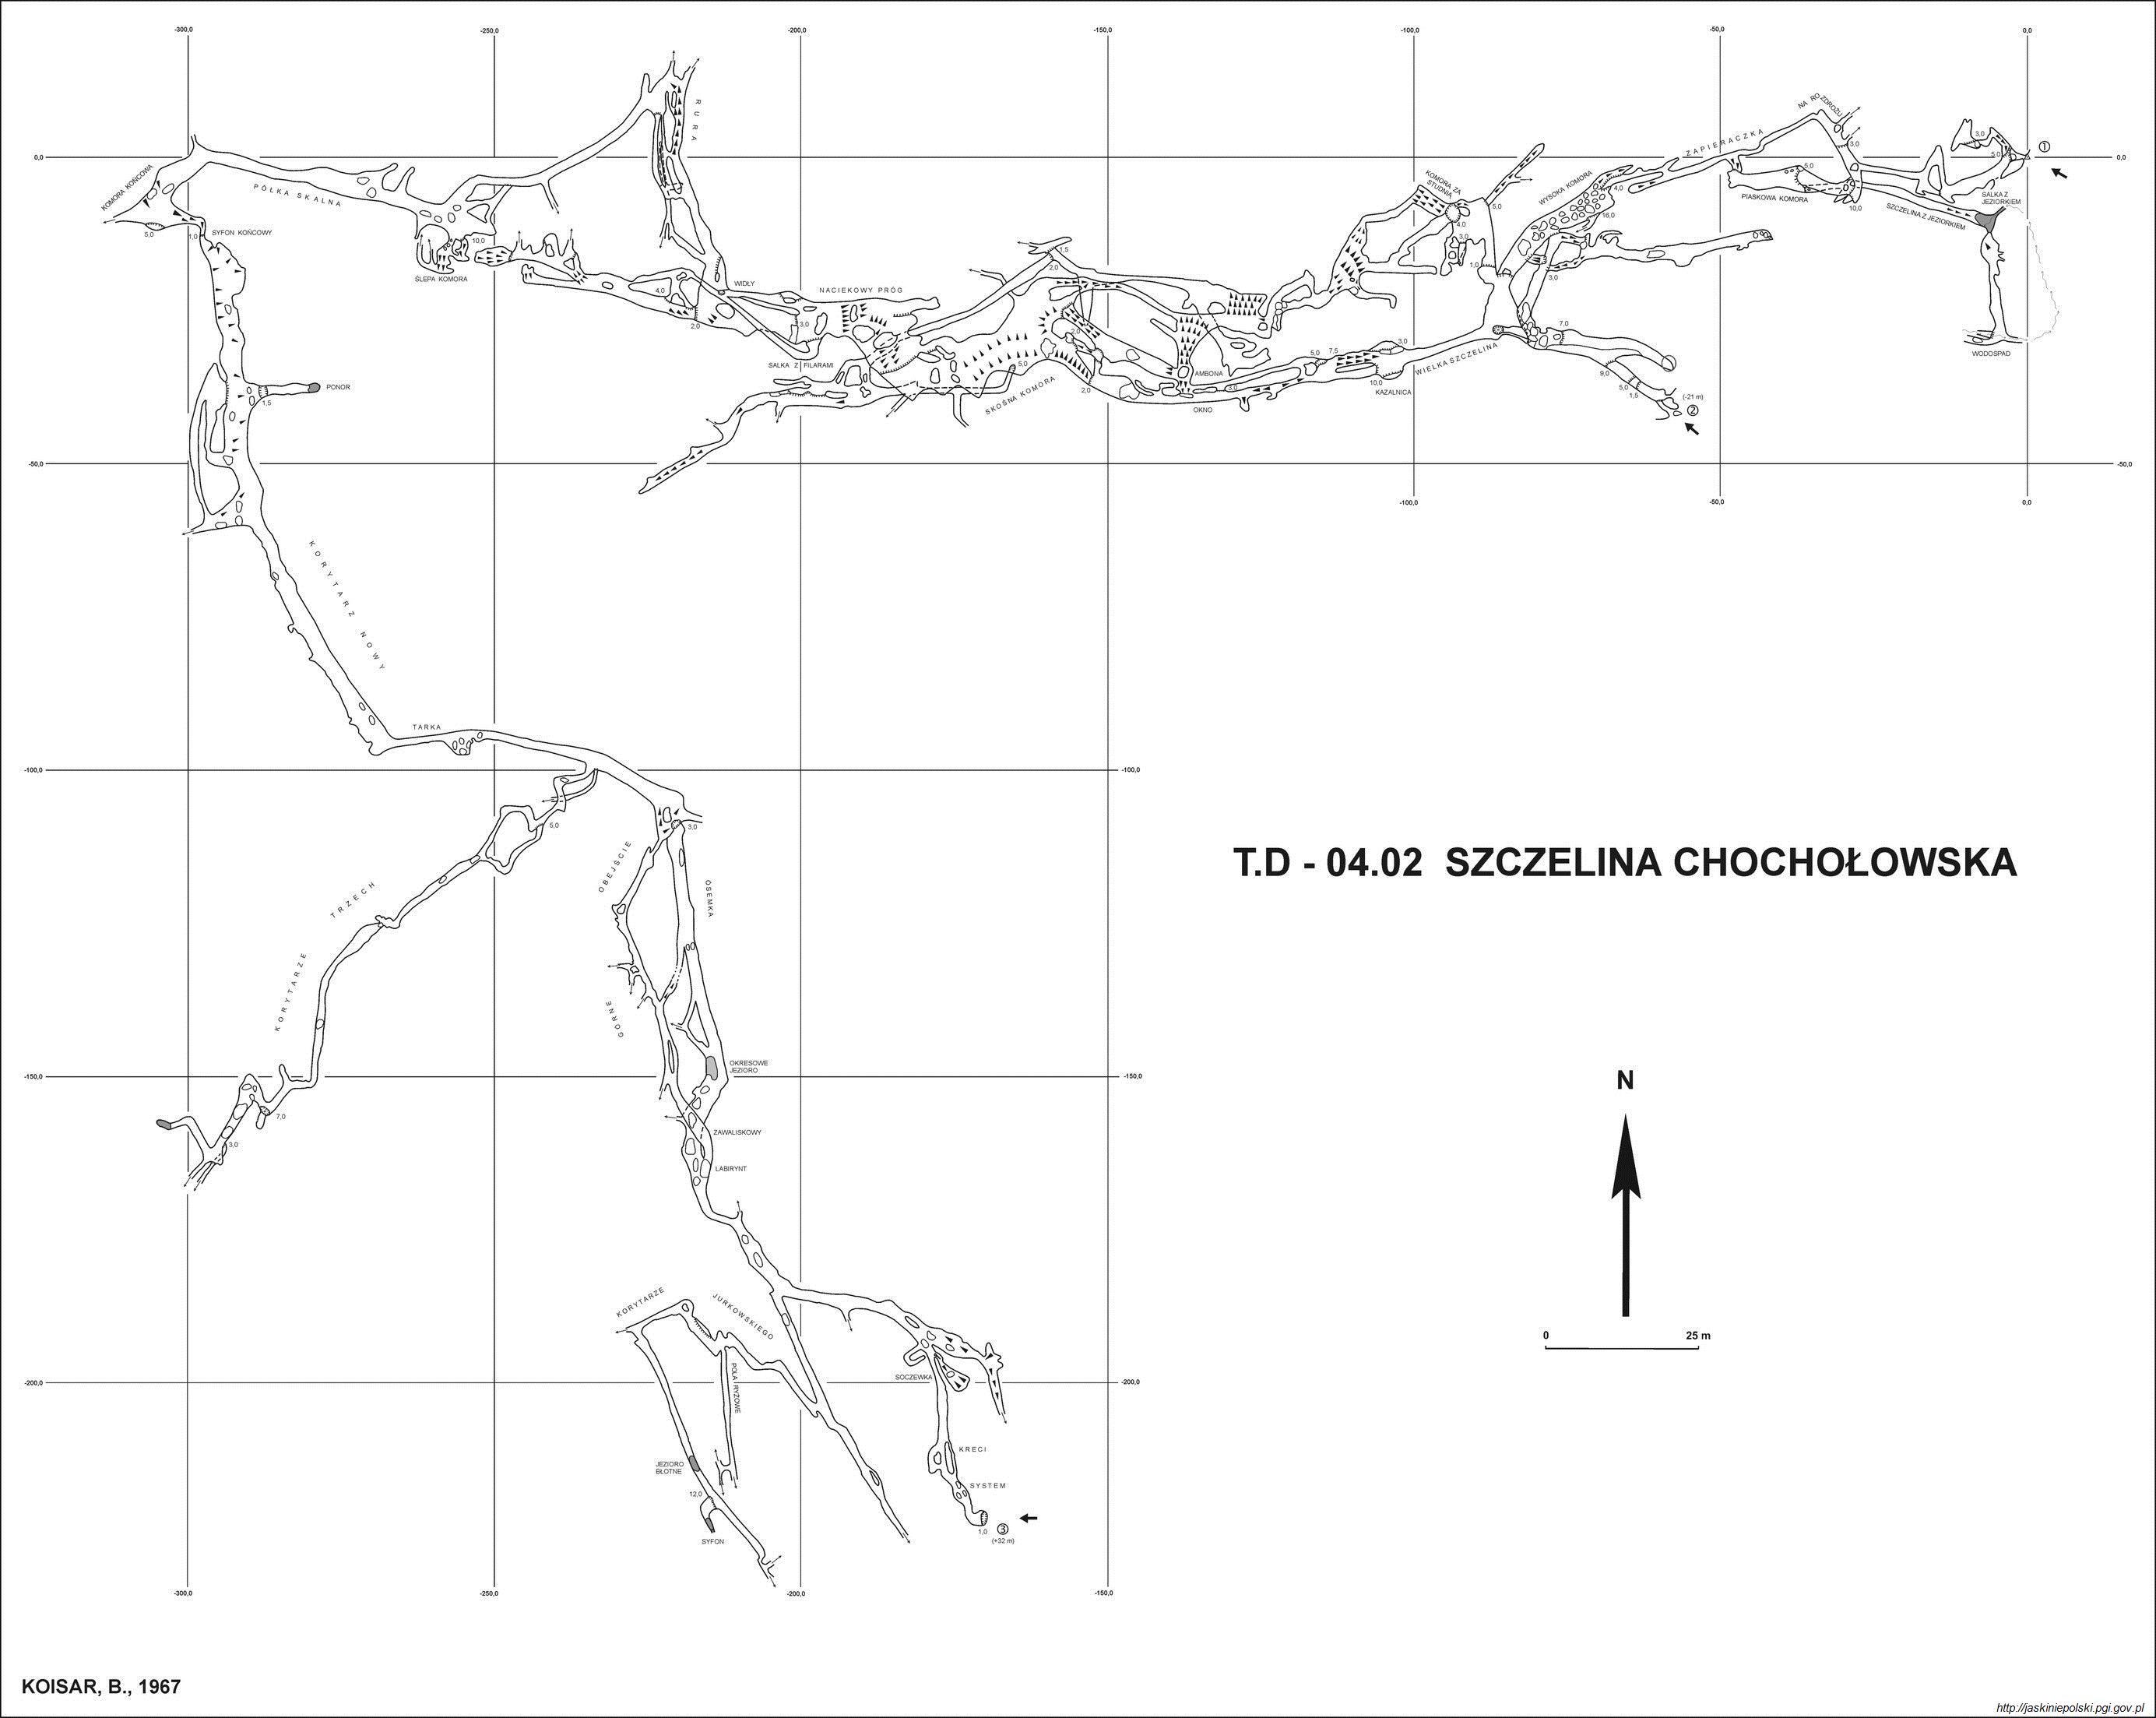 -300,0 -250,0 -200,0 -150,0 -100,0 -50,0 0,0
RURA
NA ROZDROŻU
ZAPIERACZKA
3,0
3,0
5,0
1
0,0
0,0
KOMORA KOŃCOWA
PÓŁKA SKALNA
KOMORA ZA
STUDNIĄ
WYSOKA KOMORA
4,0
16,0
5,0
PIASKOWA KOMORA
10,0
SZCZELINA Z JEZIORKIEM
SALKA Z
JEZIORKIEM
5,0
1,0
SYFON KOŃCOWY
10,0
ŚLEPA KOMORA
5,0
4,0
3,0
1,0
3,0
1,5
2,0
WIDŁY
NACIEKOWY PRÓG
4,0
2,0
3,0
2,0
7,0
WODOSPAD
SALKA Z FILARAMI
5,0
SKOŚNA KOMORA
2,0
AMBONA
3,0
OKNO
5,0
7,5
3,0
10,0
KAZALNICA
WIELKA SZCZELINA
9,0
5,0
1,5
(-21 m)
2
PONOR
1,5
-50,0
-50,0
-100,0 -50,0 0,0
KORYTARZ NOWY
TARKA
-100,0
-100,0
5,0
3,0
OBEJŚCIE
GÓRNE
ÓSEMKA
KORYTARZE
TRZECH
T.D - 04.02 SZCZELINA CHOCHOŁOWSKA
OKRESOWE
JEZIORO
-150,0
-150,0
7,0
3,0
ZAWALISKOWY
LABIRYNT
N
0 25 m
KORYTARZE
JURKOWSKIEGO
POLA RYŻOWE
SOCZEWKA
-200,0
-200,0
KRECI
SYSTEM
JEZIORO
BŁOTNE
12,0
SYFON
1,0
3
(+32 m)
-300,0 -250,0 -200,0 -150,0
KOISAR, B., 1967
http://jaskiniepolski.pgi.gov.pl